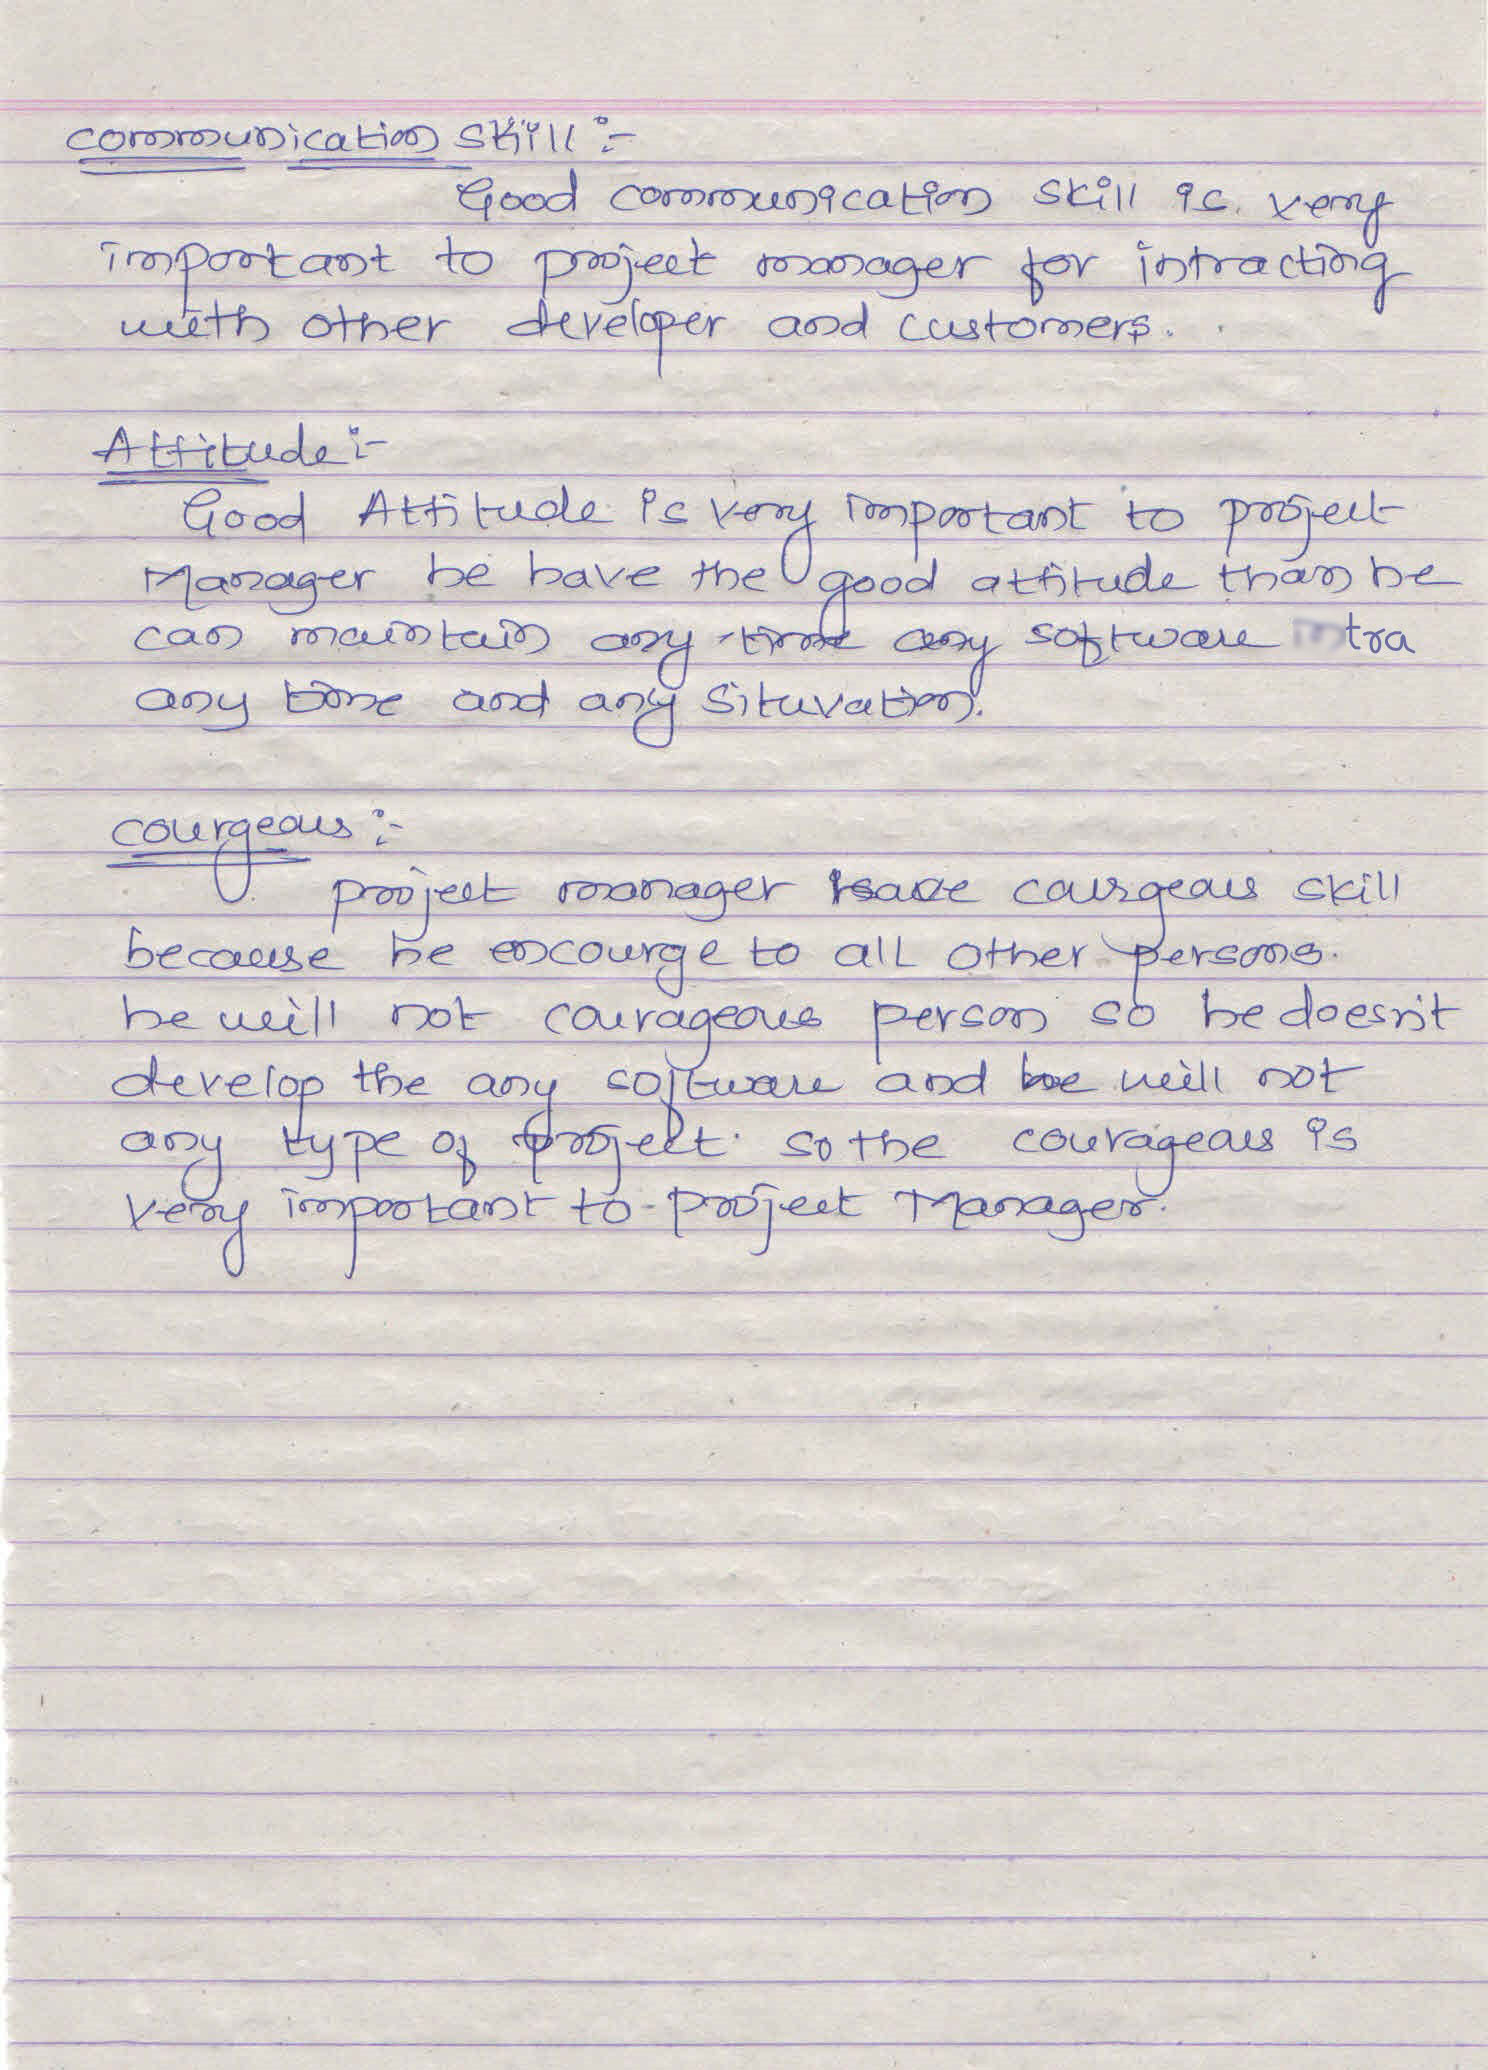 communication skill :-
Good communication skill is very
important to project manager for intracting
with other developer and customers.
Attitude :-
Good Attitude is very important to project
Manager he have the good attitude than he
can maintain any time any software tra
any time and any situvation.
courgeous :-
project manager have courgeous skill
because he encourge to all other persons.
he will not courageous person so he doesn't
develop the any software and he will not
any type of project. so the courageous is
very important to project Manager.